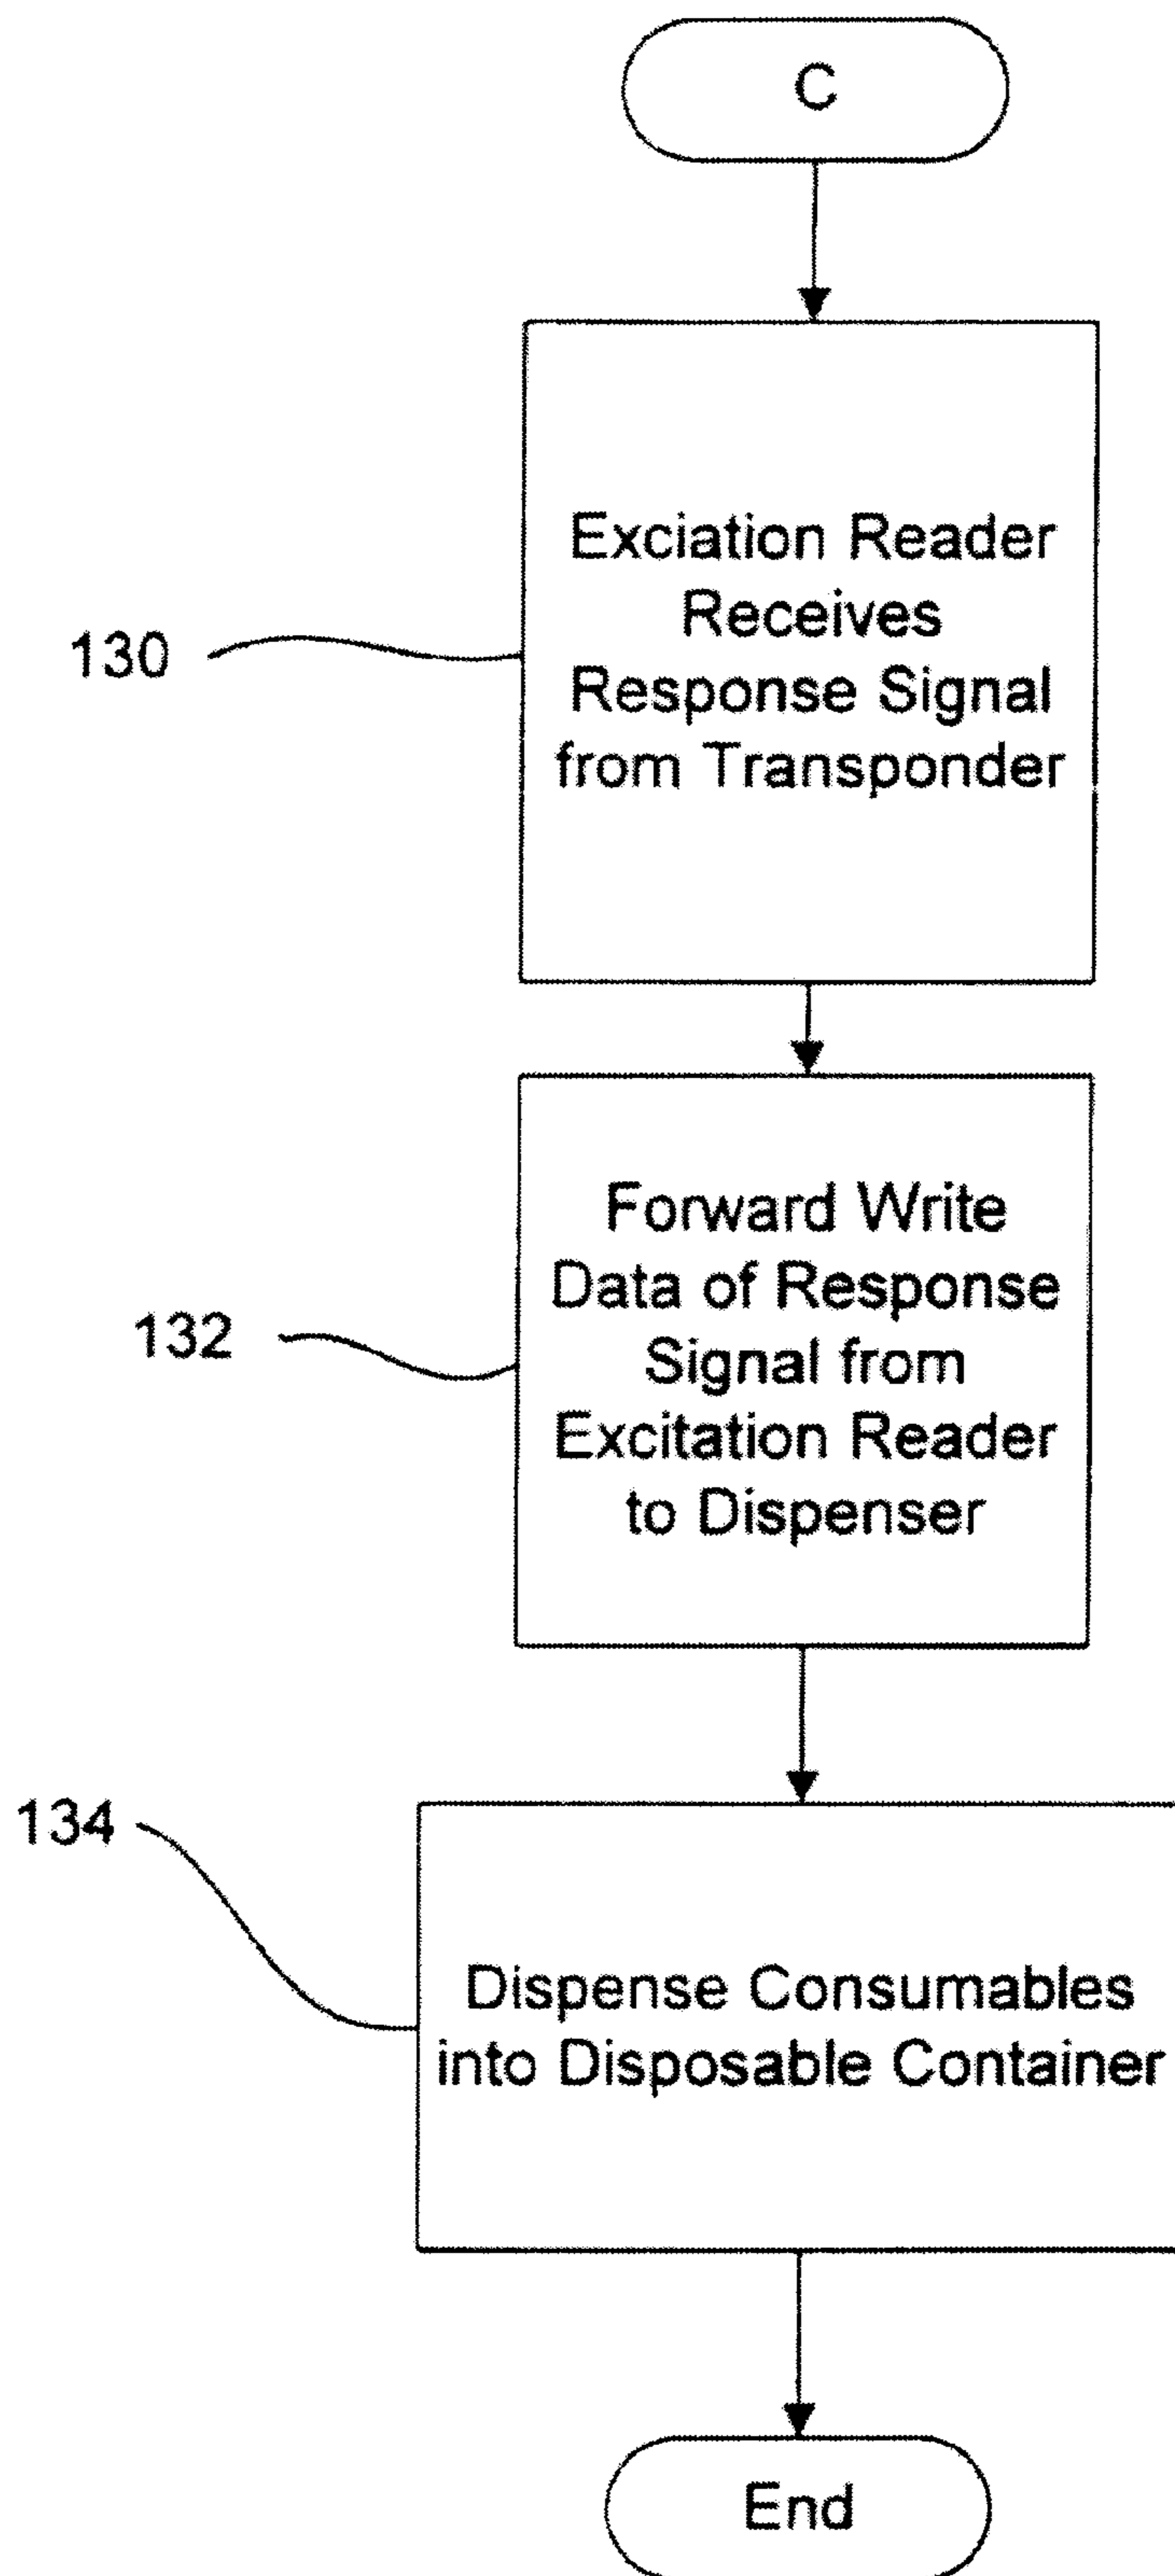 C
130
Exciation Reader
Receives
Response Signal
from Transponder
132
Forward Write
Data of Response
Signal from
Excitation Reader
to Dispenser
134
Dispense Consumables
into Disposable Container
End